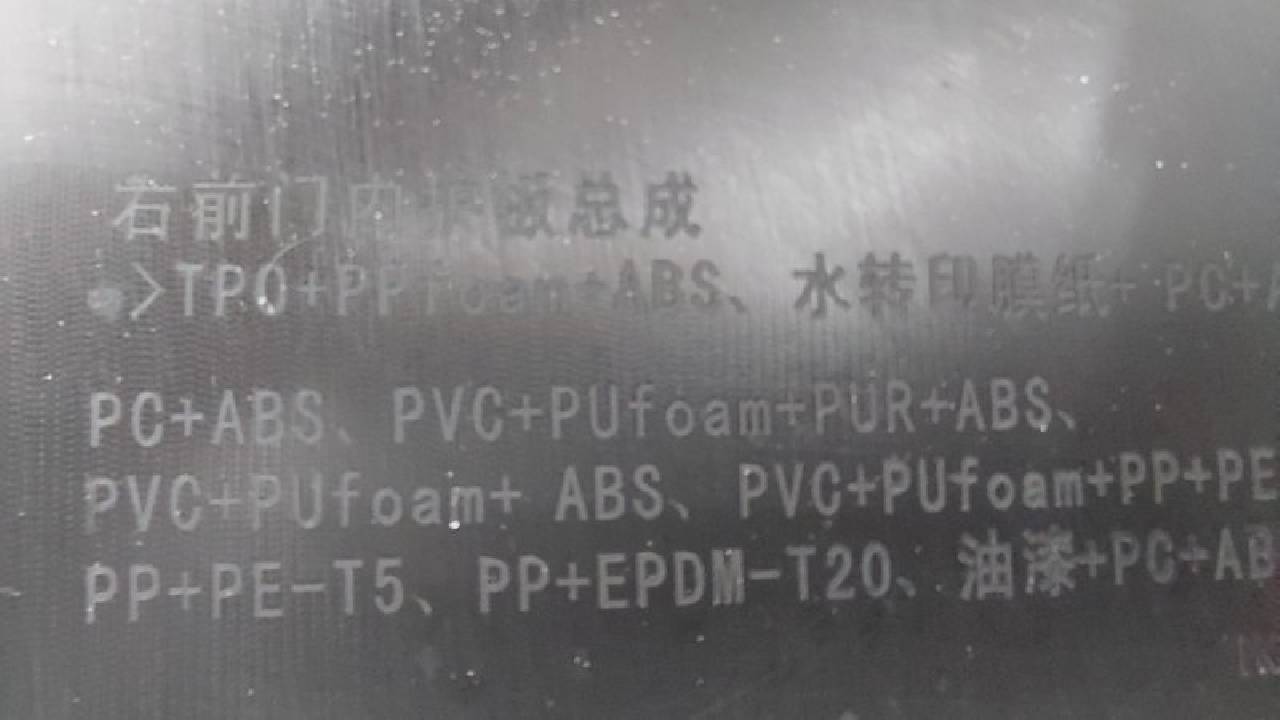 右前门内护板总成
>TPO+PPFoam+ABS、水转印膜纸+PC+A
PC+ABS、PVC+PUfoam+PUR+ABS、
PVC+PUfoam+ ABS、PVC+PUfoam+PP+PE
PP+PE-T5、PP+EPDM-T20、油漆+PC+AB